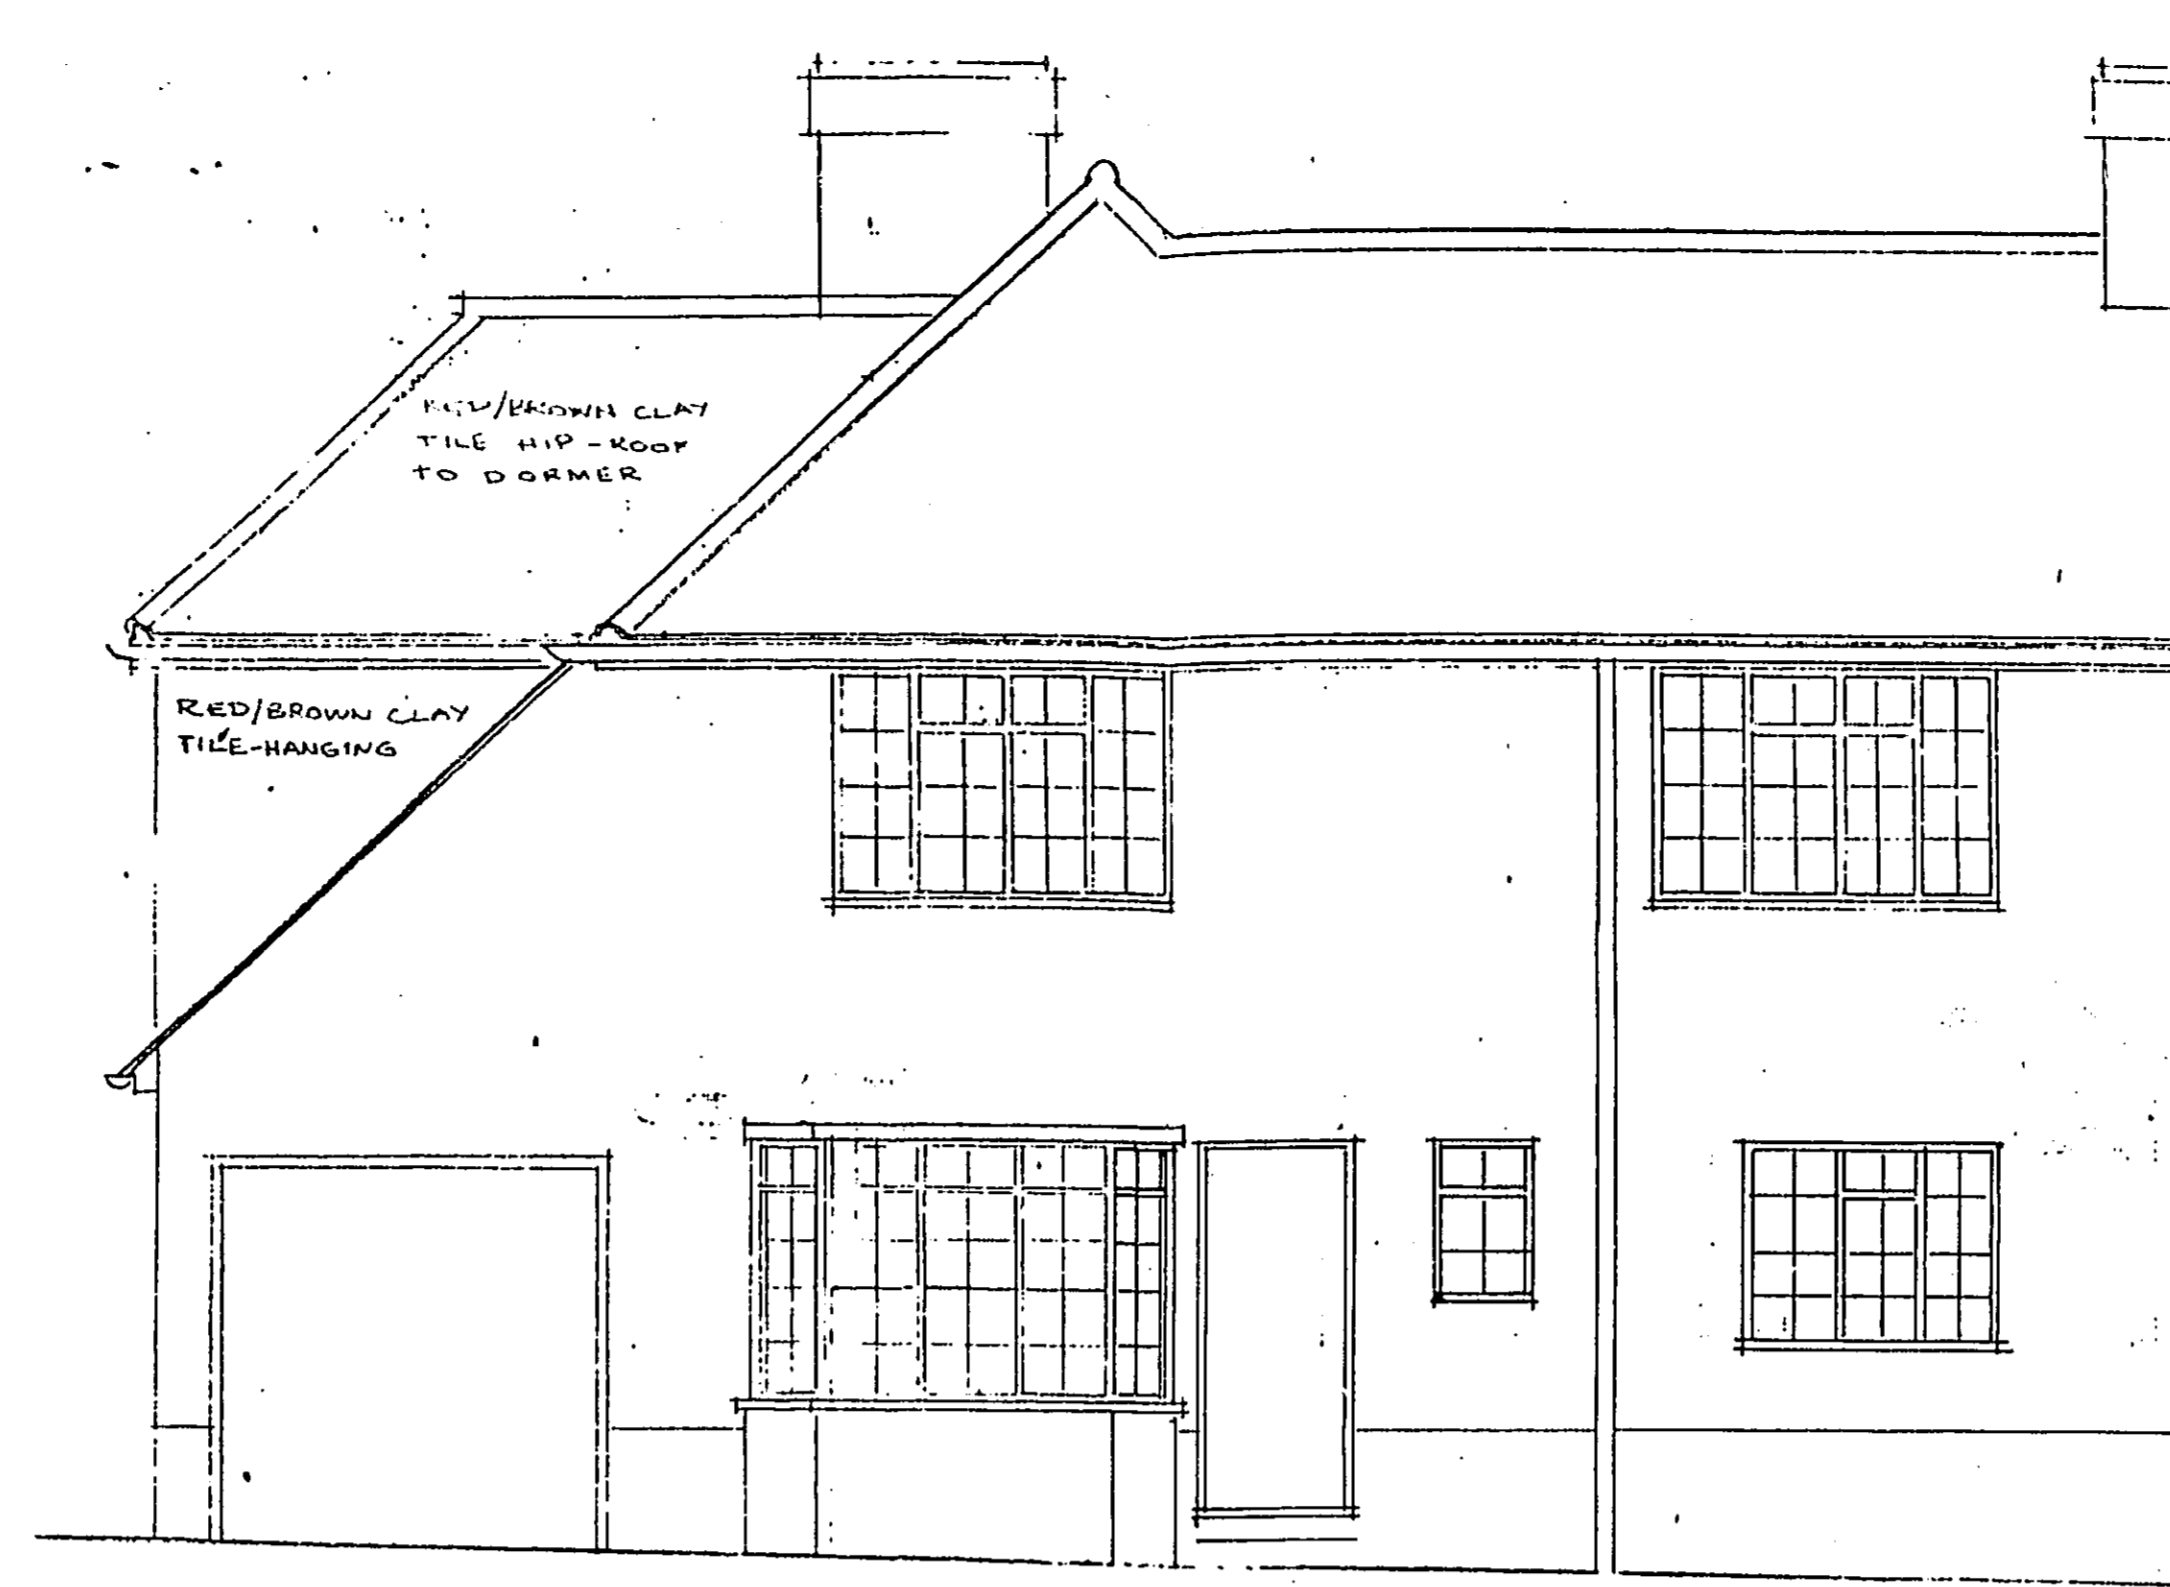 RED/BROWN CLAY
TILE HIP-ROOF
TO DORMER
RED/BROWN CLAY
TILE-HANGING